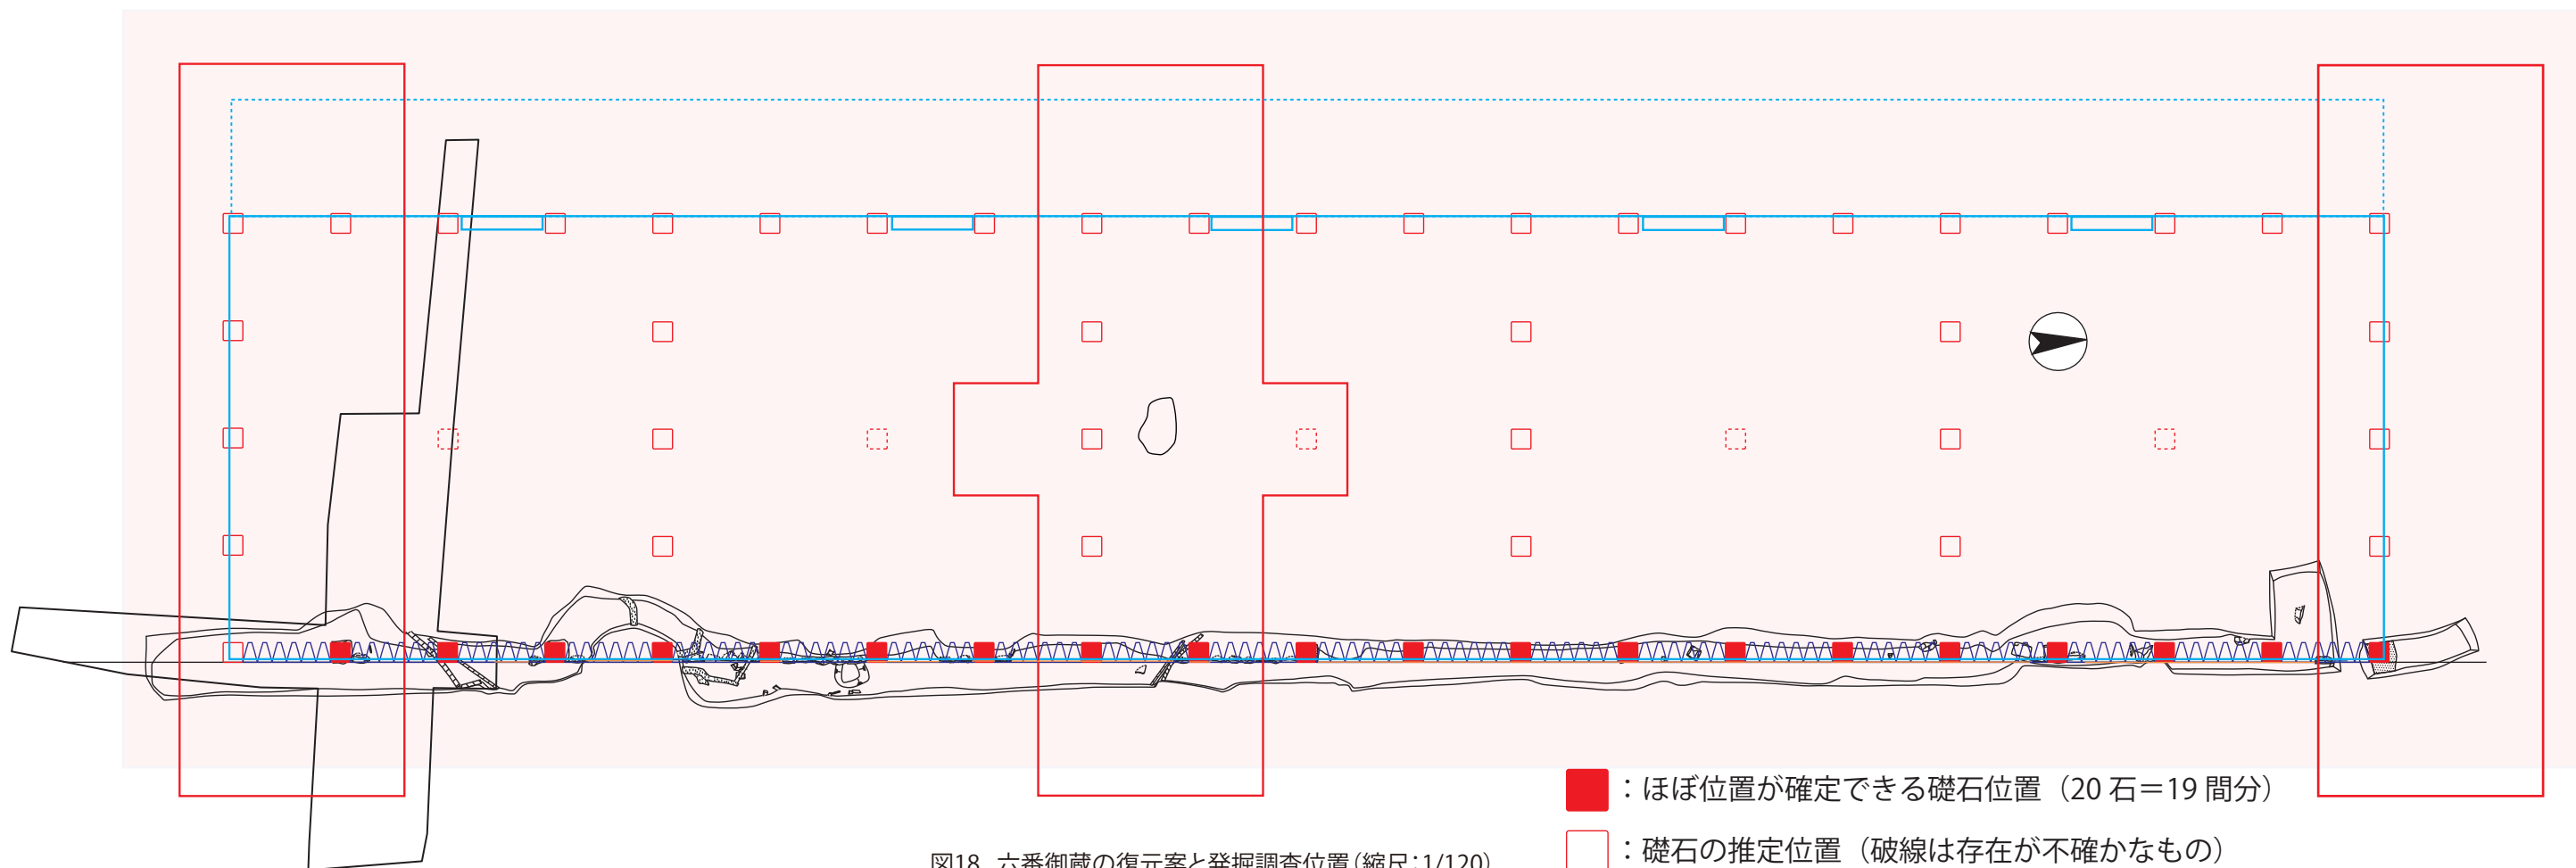 ：ほぼ位置が確定できる礎石位置（20 石＝19 間分）
：礎石の推定位置（破線は存在が不確かなもの）
図18 六番御蔵の復元案と発掘調査位置（縮尺：1/120）